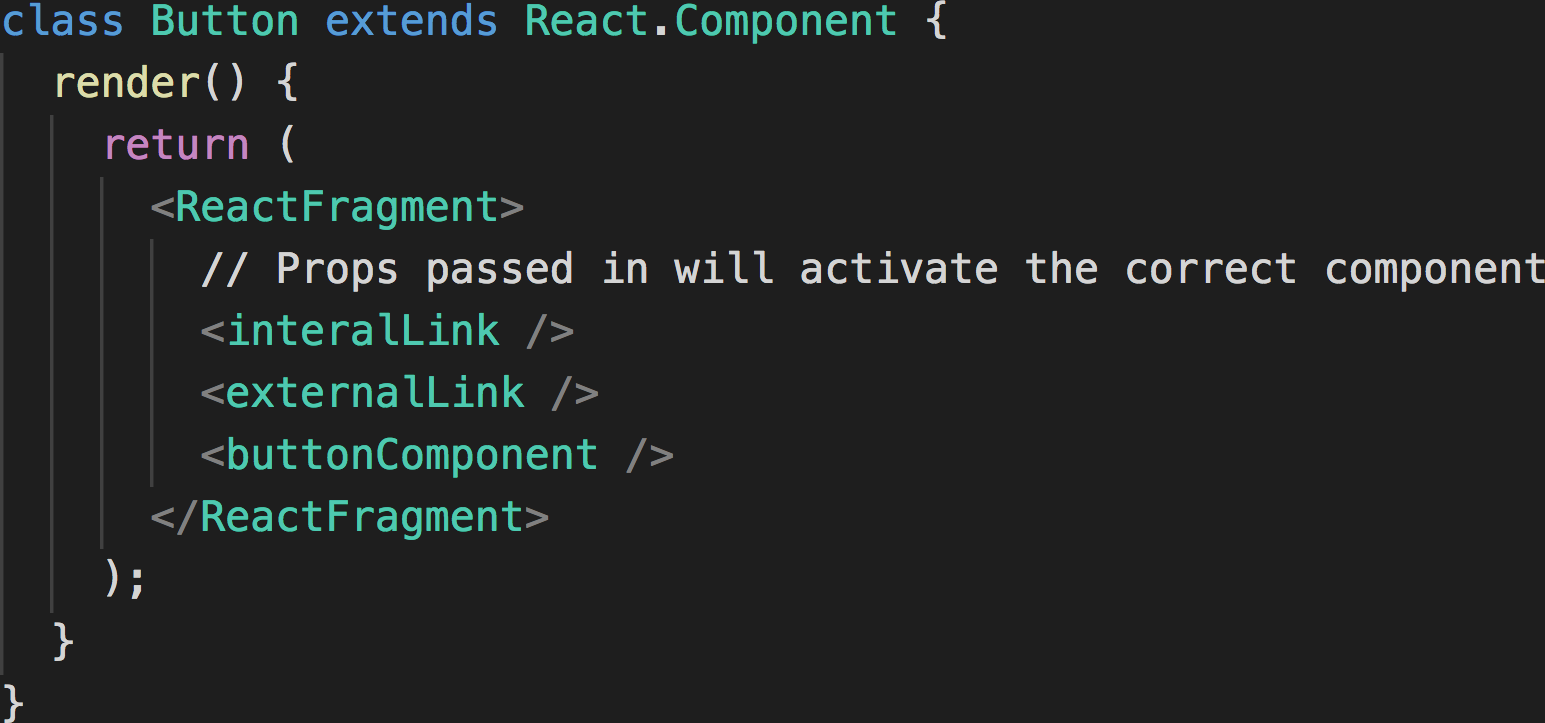 class Button extends React.Component {
render() {
return (
<ReactFragment>
// Props passed in will activate the correct component
<interalLink />
<externalLink />
<buttonComponent />
</ReactFragment>
);
}
}